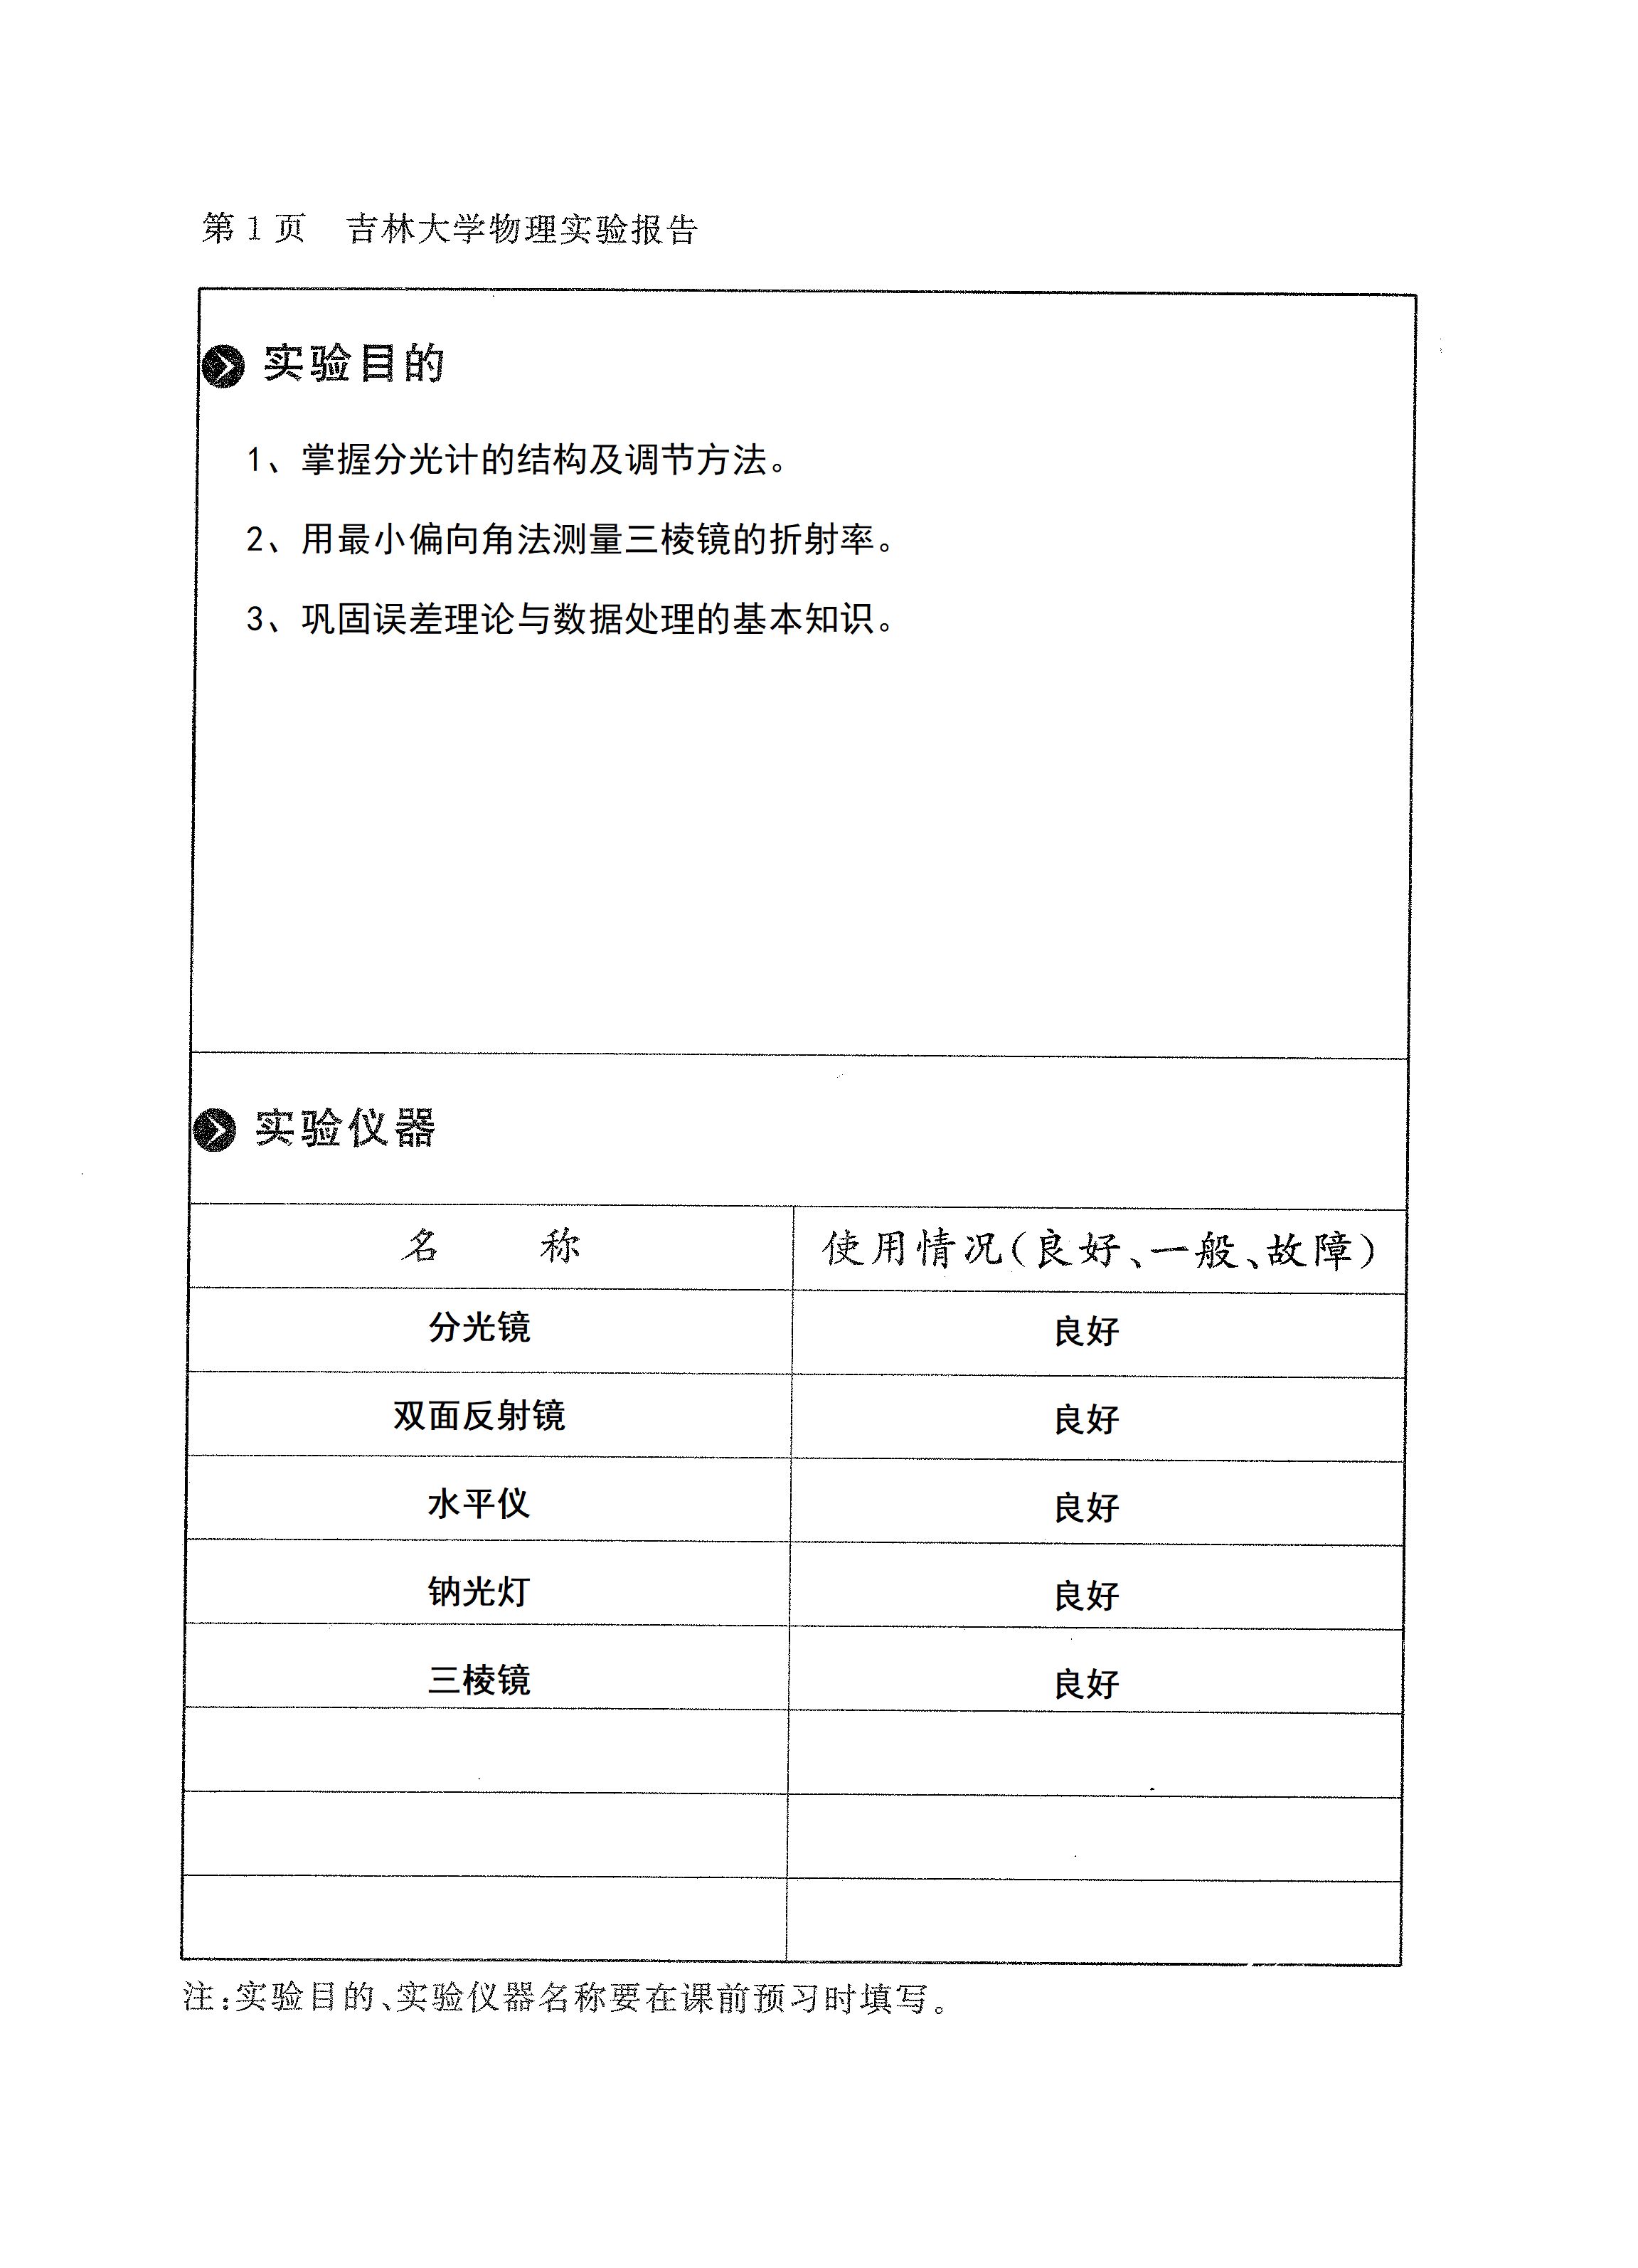 第1页 吉林大学物理实验报告
实验目的
1、掌握分光计的结构及调节方法。
2、用最小偏向角法测量三棱镜的折射率。
3、巩固误差理论与数据处理的基本知识。
实验仪器
名 称 使用情况(良好、一般、故障)
分光镜 良好
双面反射镜 良好
水平仪 良好
钠光灯 良好
三棱镜 良好
注:实验目的、实验仪器名称要在课前预习时填写。